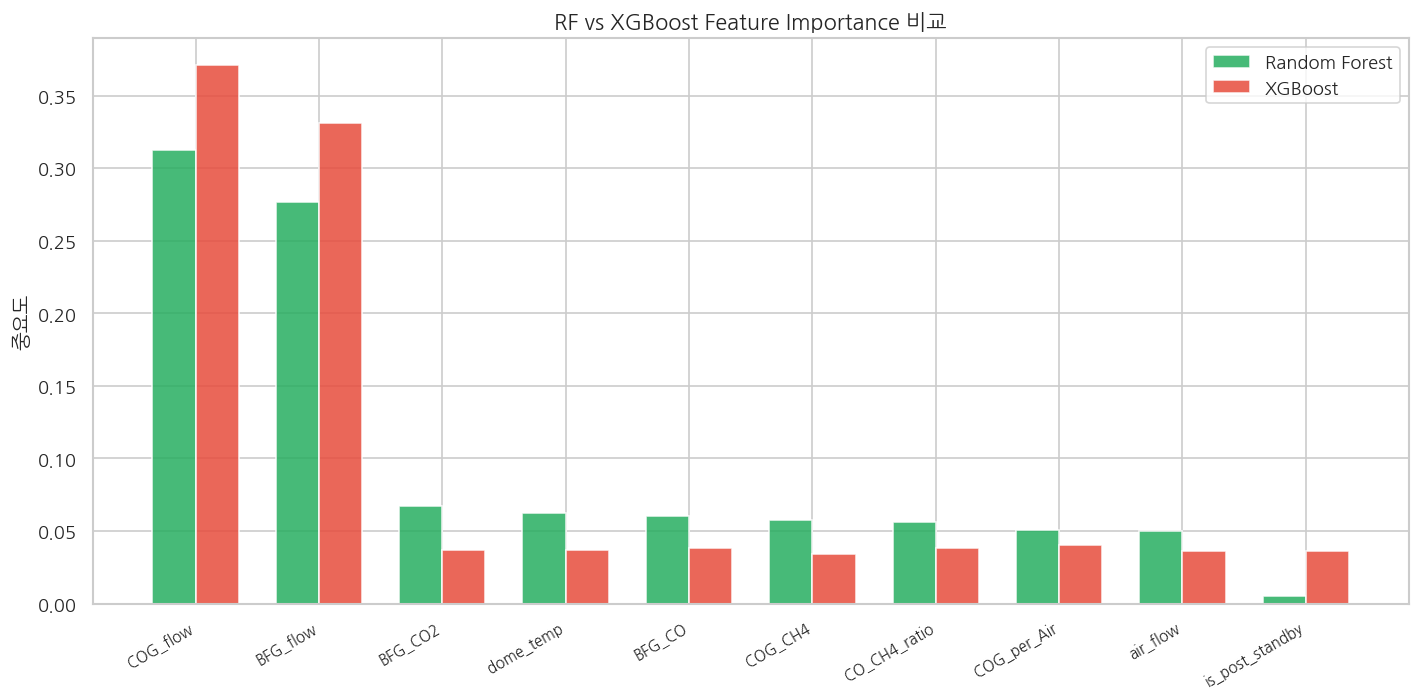 RF vs XGBoost Feature Importance 비교
Random Forest
XGBoost
중요도
0.35
0.30
0.25
0.20
0.15
0.10
0.05
0.00
COG_flow
BFG_flow
BFG_CO2
dome_temp
BFG_CO
COG_CH4
CO_CH4_ratio
COG_per_Air
air_flow
is_post_standby